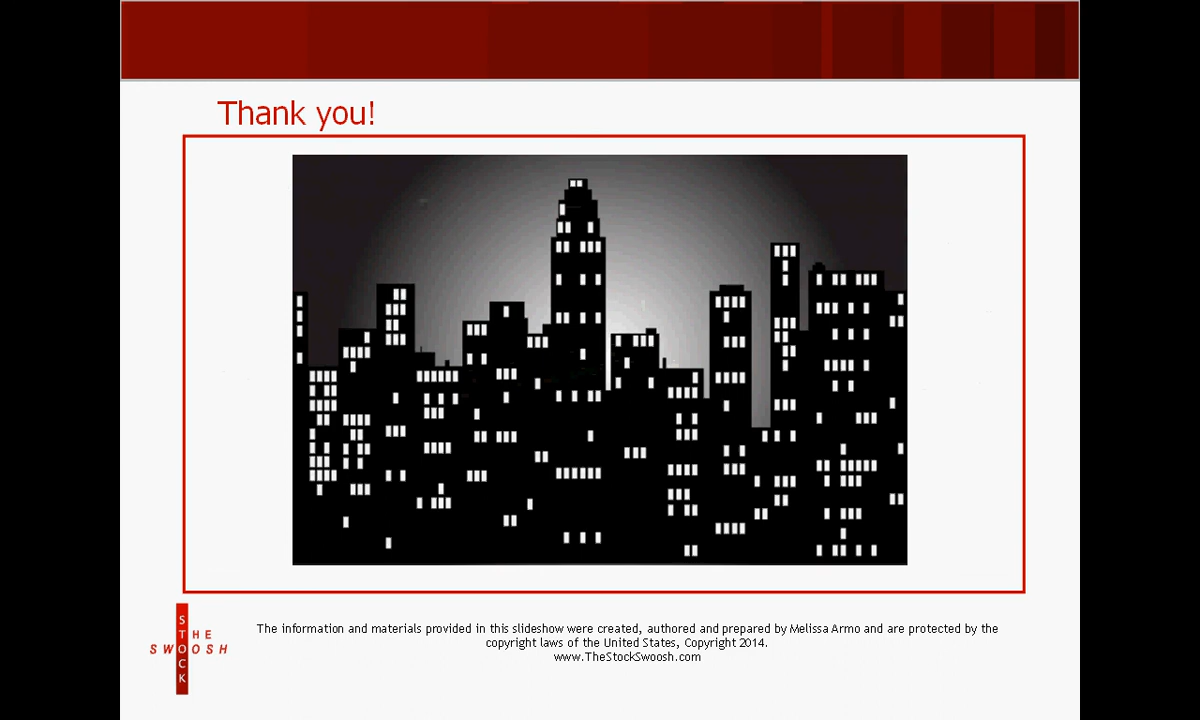 Thank you!
THE
STOCK
SWOOSH
The information and materials provided in this slideshow were created, authored and prepared by Melissa Armo and are protected by the
copyright laws of the United States, Copyright 2014.
www.TheStockSwoosh.com